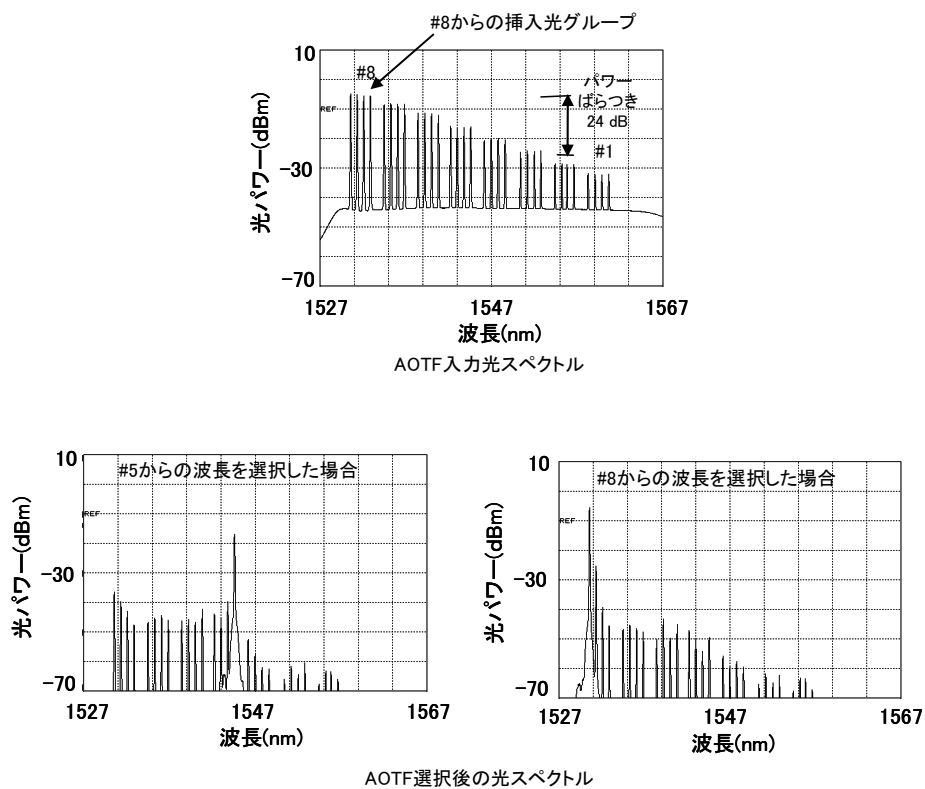 #8からの挿入光グループ
10
#8
パワー
ばらつき
24 dB
REF
#1
−30
−70
光パワー(dBm)
1527 1547 1567
波長(nm)
AOTF入力光スペクトル
10
#5からの波長を選択した場合
REF
−30
−70
光パワー(dBm)
1527 1547 1567
波長(nm)
10
#8からの波長を選択した場合
REF
−30
−70
光パワー(dBm)
1527 1547 1567
波長(nm)
AOTF選択後の光スペクトル